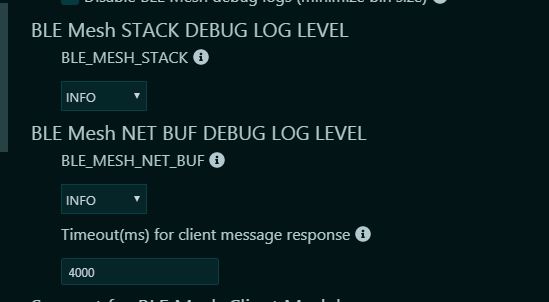 Disable BLE Mesh debug logs (minimize bin size)
BLE Mesh STACK DEBUG LOG LEVEL
BLE_MESH_STACK
INFO
BLE Mesh NET BUF DEBUG LOG LEVEL
BLE_MESH_NET_BUF
INFO
Timeout(ms) for client message response
4000
Support for BLE Mesh Client Models